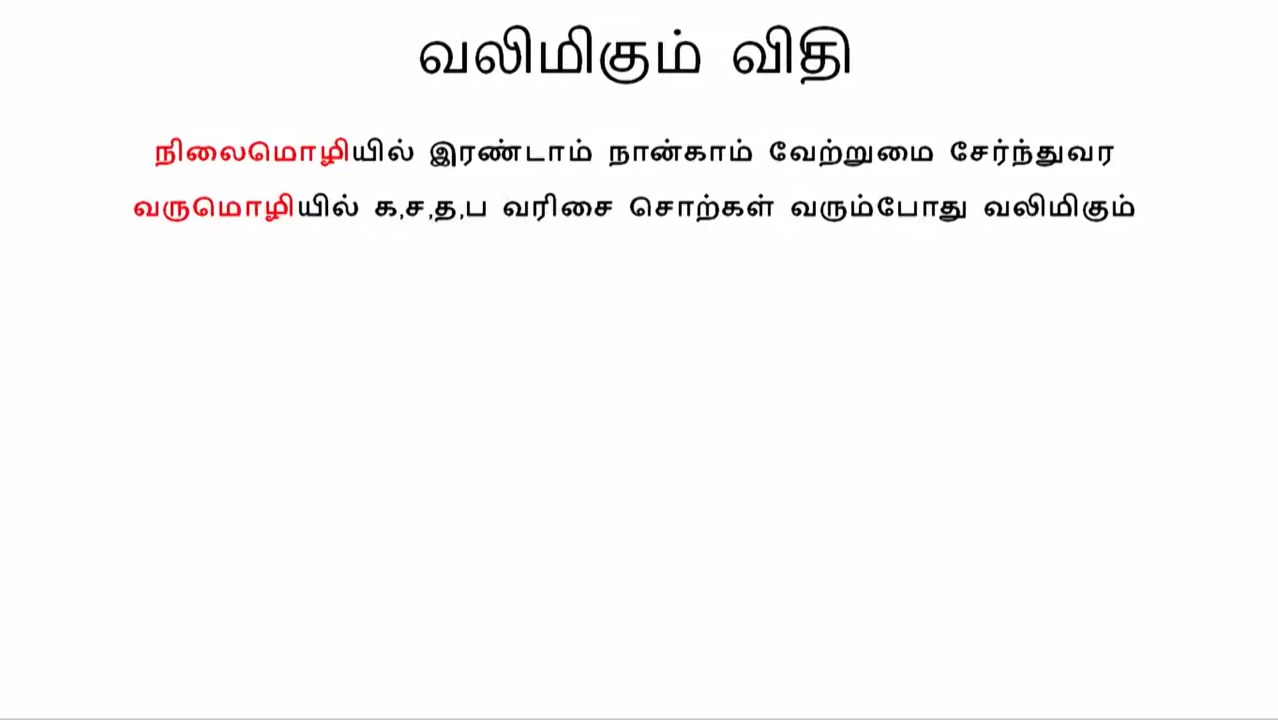 வலிமிகும் விதி
நிலைமொழியில் இரண்டாம் நான்காம் வேற்றுமை சேர்ந்துவர
வருமொழியில் க,ச,த,ப வரிசை சொற்கள் வரும்போது வலிமிகும்